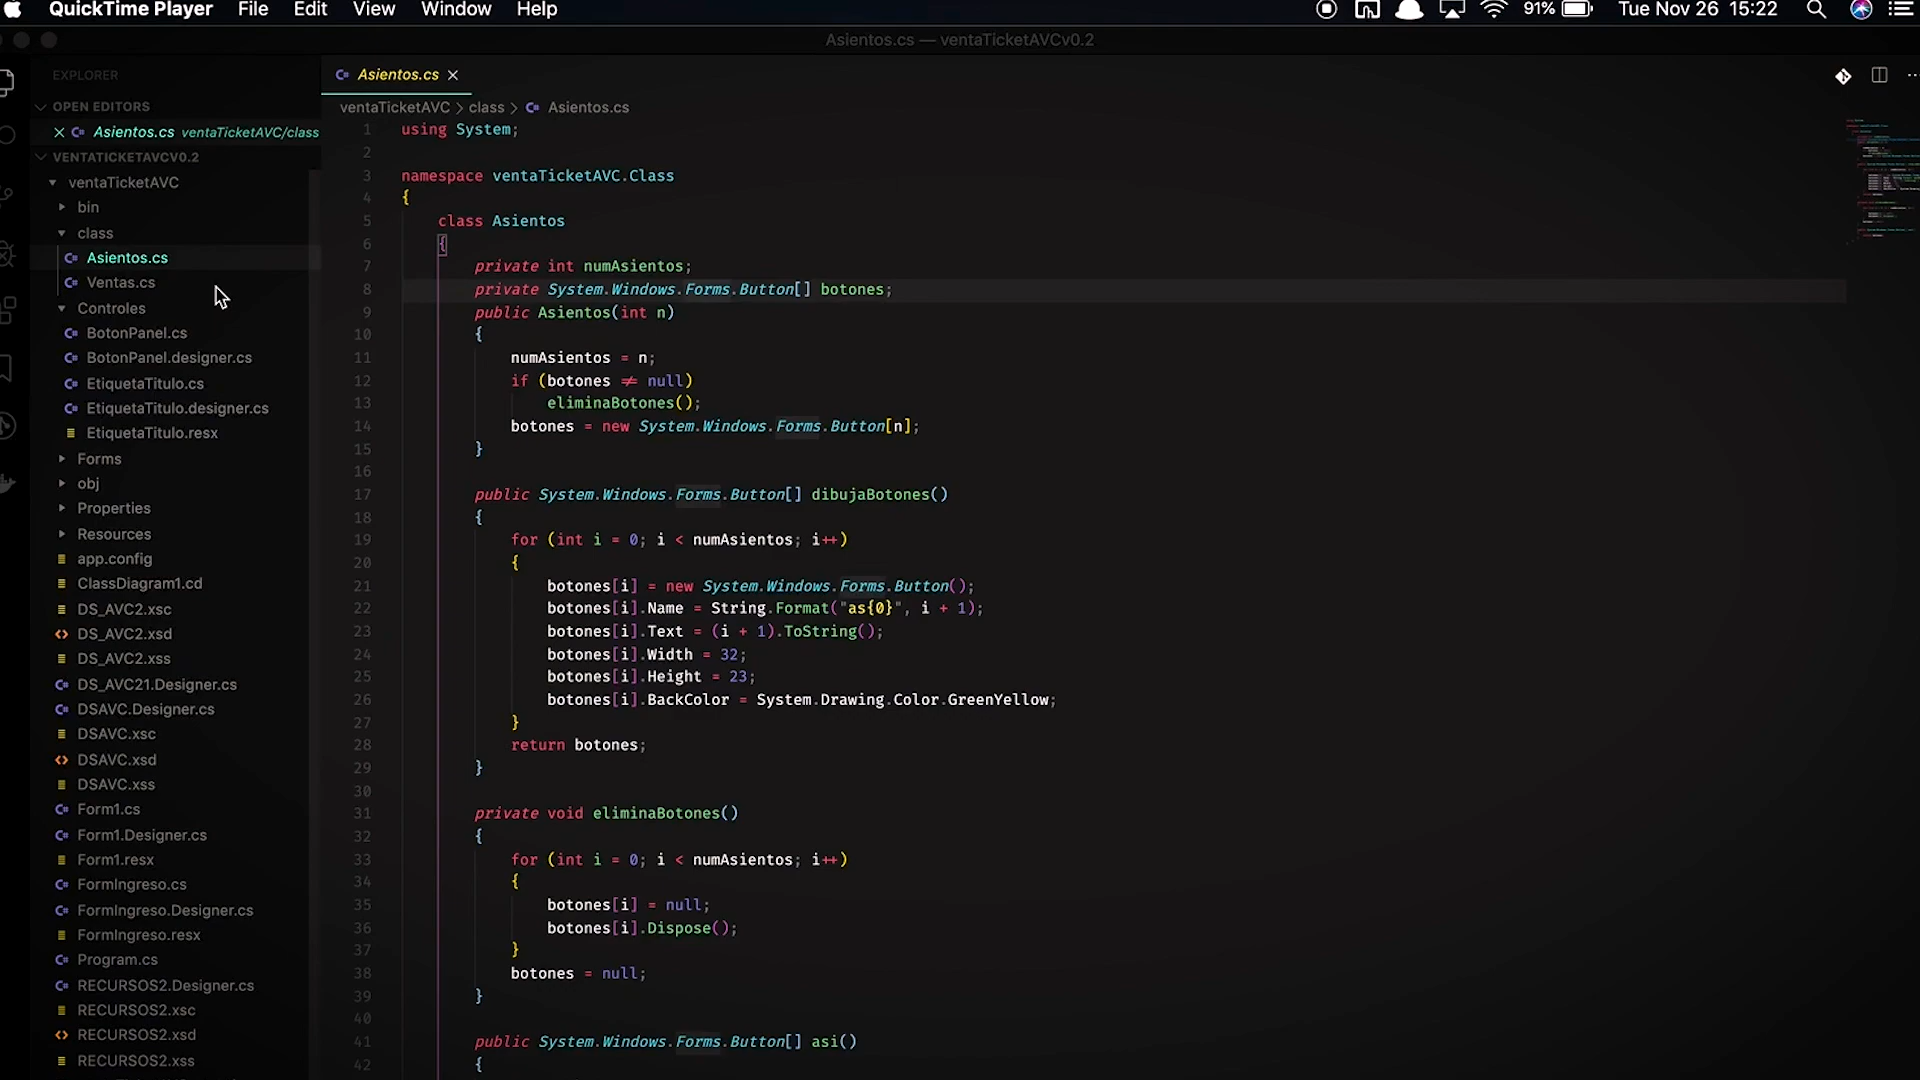 QuickTime Player File Edit View Window Help 91% Tue Nov 26 15:22
Asientos.cs — ventaTicketAVCv0.2
EXPLORER
OPEN EDITORS
Asientos.cs ventaTicketAVC/class
VENTATICKETAVCV0.2
ventaTicketAVC
bin
class
Asientos.cs
Ventas.cs
Controles
BotonPanel.cs
BotonPanel.designer.cs
EtiquetaTitulo.cs
EtiquetaTitulo.designer.cs
EtiquetaTitulo.resx
Forms
obj
Properties
Resources
app.config
ClassDiagram1.cd
DS_AVC2.xsc
DS_AVC2.xsd
DS_AVC2.xss
DS_AVC21.Designer.cs
DSAVC.Designer.cs
DSAVC.xsc
DSAVC.xsd
DSAVC.xss
Form1.cs
Form1.Designer.cs
Form1.resx
FormIngreso.cs
FormIngreso.Designer.cs
FormIngreso.resx
Program.cs
RECURSOS2.Designer.cs
RECURSOS2.xsc
RECURSOS2.xsd
RECURSOS2.xss
Asientos.cs
ventaTicketAVC > class > Asientos.cs
1 using System;
2
3 namespace ventaTicketAVC.Class
4 {
5 class Asientos
6 {
7 private int numAsientos;
8 private System.Windows.Forms.Button[] botones;
9 public Asientos(int n)
10 {
11 numAsientos = n;
12 if (botones ≠ null)
13 eliminaBotones();
14 botones = new System.Windows.Forms.Button[n];
15 }
16
17 public System.Windows.Forms.Button[] dibujaBotones()
18 {
19 for (int i = 0; i < numAsientos; i++)
20 {
21 botones[i] = new System.Windows.Forms.Button();
22 botones[i].Name = String.Format("as{0}", i + 1);
23 botones[i].Text = (i + 1).ToString();
24 botones[i].Width = 32;
25 botones[i].Height = 23;
26 botones[i].BackColor = System.Drawing.Color.GreenYellow;
27 }
28 return botones;
29 }
30
31 private void eliminaBotones()
32 {
33 for (int i = 0; i < numAsientos; i++)
34 {
35 botones[i] = null;
36 botones[i].Dispose();
37 }
38 botones = null;
39 }
40
41 public System.Windows.Forms.Button[] asi()
42 {